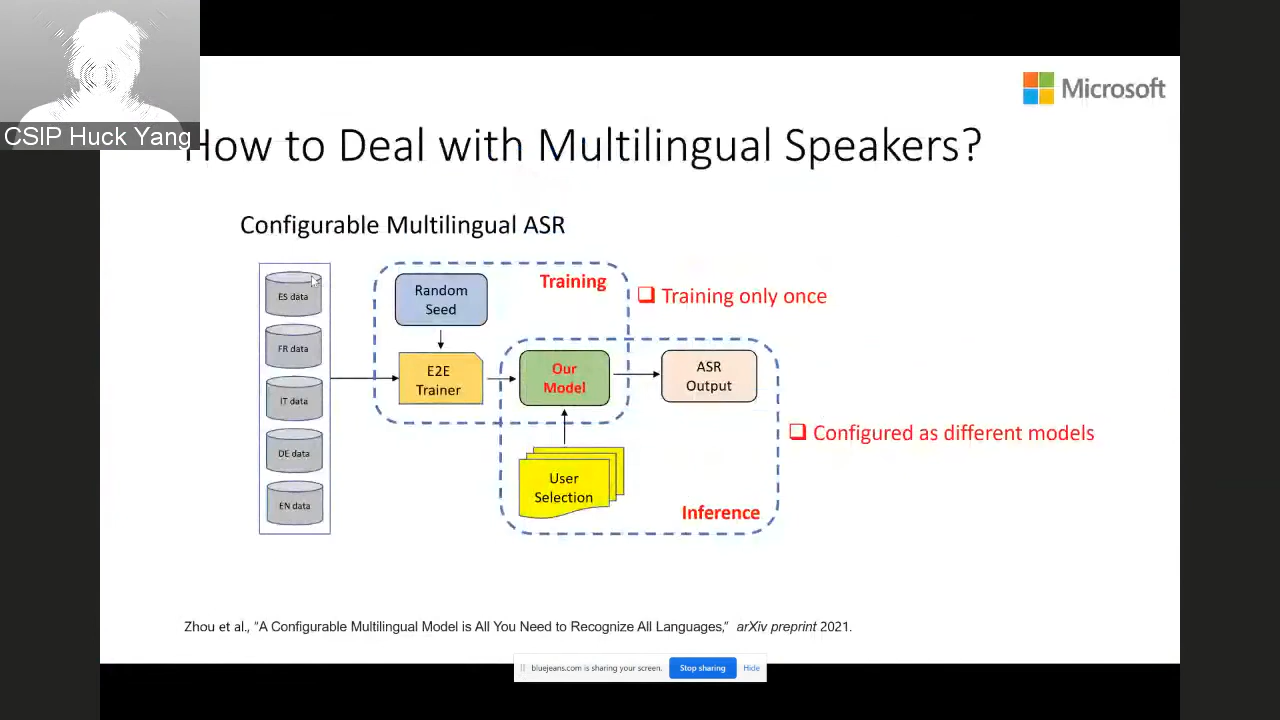 CSIP Huck Yang
Microsoft
How to Deal with Multilingual Speakers?
Configurable Multilingual ASR
ES data
FR data
IT data
DE data
EN data
Random
Seed
Training
Training only once
E2E
Trainer
Our
Model
ASR
Output
Configured as different models
User
Selection
Inference
Zhou et al., “A Configurable Multilingual Model is All You Need to Recognize All Languages,” arXiv preprint 2021.
bluejeans.com is sharing your screen.
Stop sharing
Hide